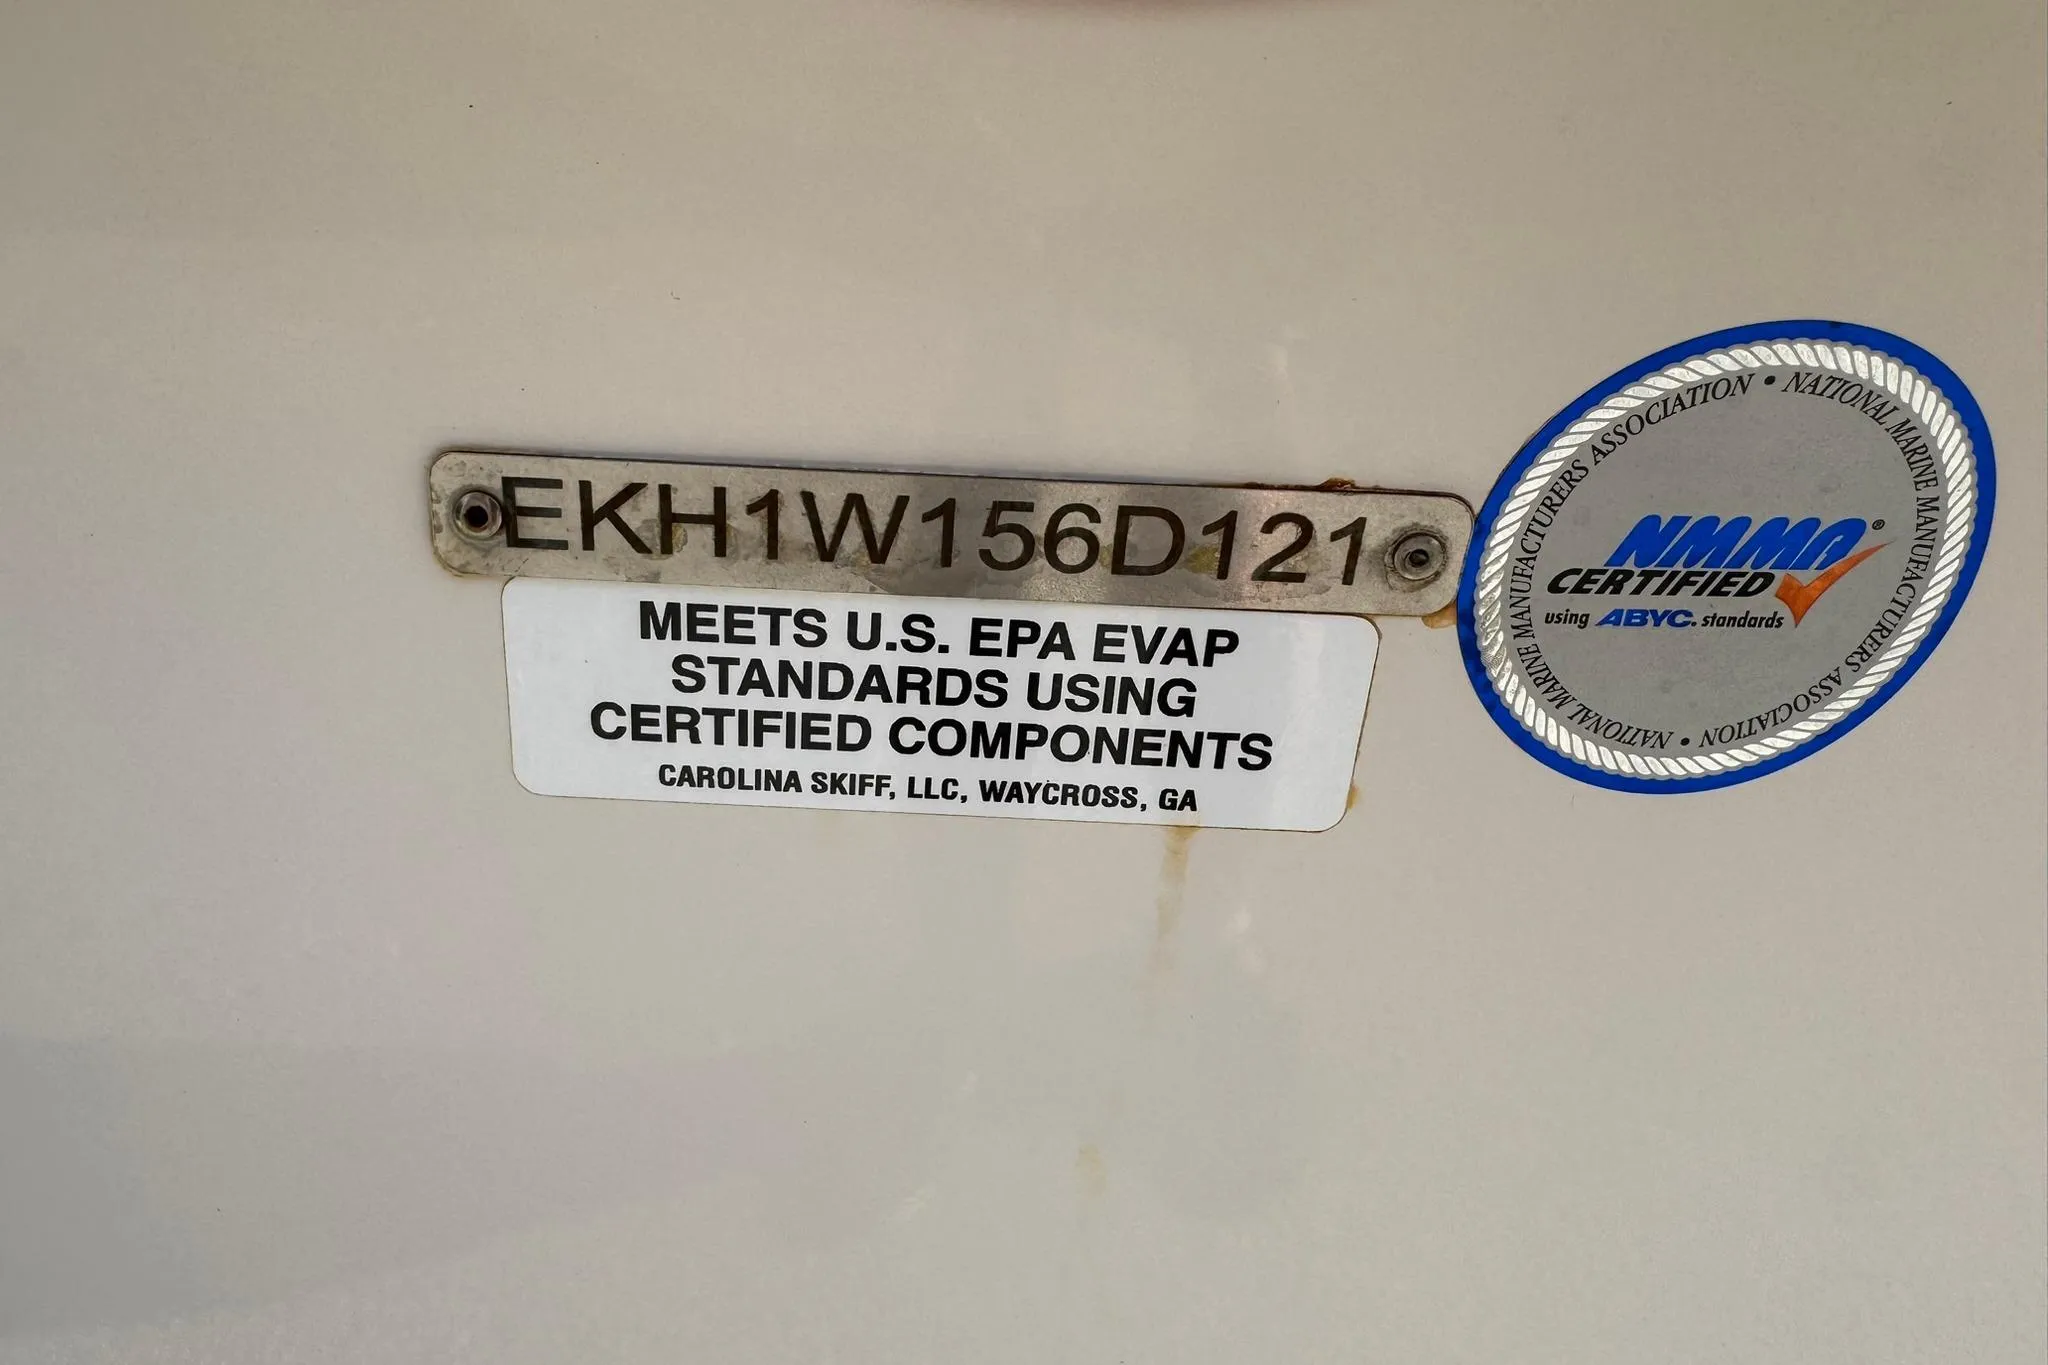 EKH1W156D121
MEETS U.S. EPA EVAP
STANDARDS USING
CERTIFIED COMPONENTS
CAROLINA SKIFF, LLC, WAYCROSS, GA
NATIONAL MARINE MANUFACTURERS ASSOCIATION • NATIONAL MARINE MANUFACTURERS ASSOCIATION •
NMMA®
CERTIFIED
using ABYC. standards